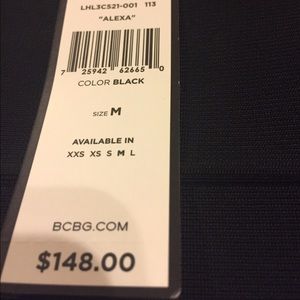 LHL3C521-001 113
"ALEXA"
7 25942 62665 0
COLOR BLACK
SIZE M
AVAILABLE IN
XXS XS S M L
BCBG.COM
$148.00